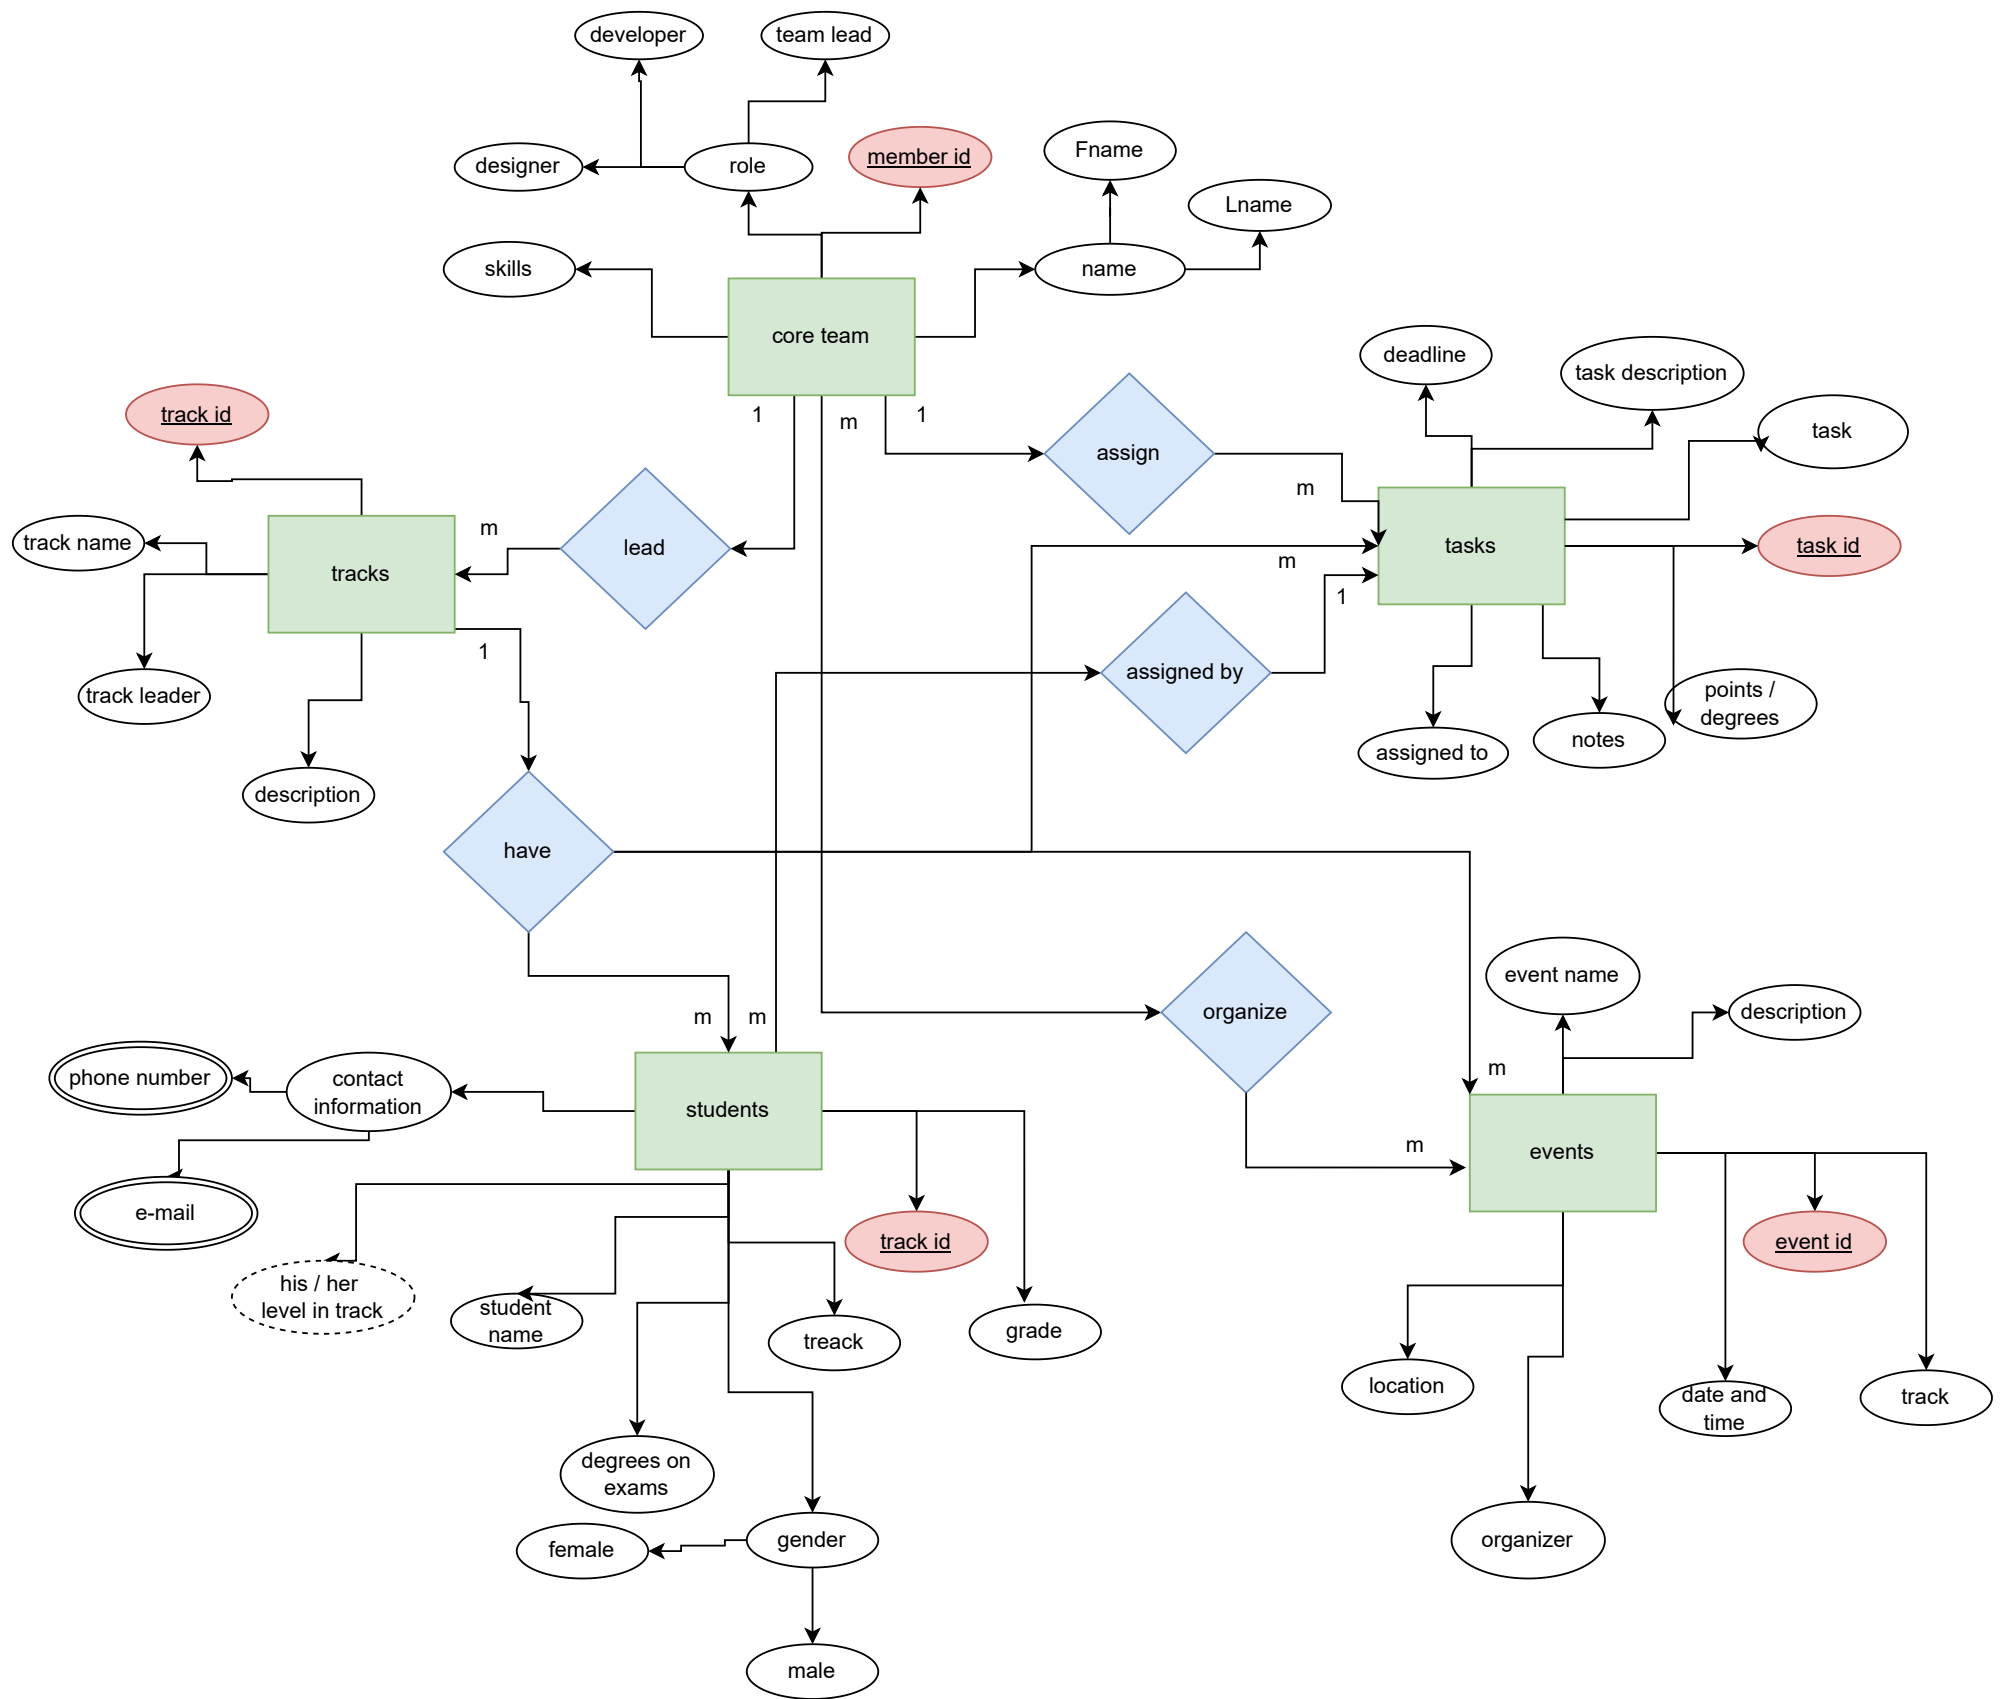 developer
team lead
designer
role
member id
Fname
Lname
skills
name
core team
deadline
task description
task
track id
1
m
1
assign
m
tasks
task id
track name
tracks
m
lead
m
1
track leader
1
assigned by
points /
degrees
assigned to
notes
description
have
event name
description
organize
m
m
m
phone number
contact
information
students
m
events
e-mail
track id
event id
his / her
level in track
student
name
treack
grade
location
date and
time
track
degrees on
exams
female
gender
organizer
male